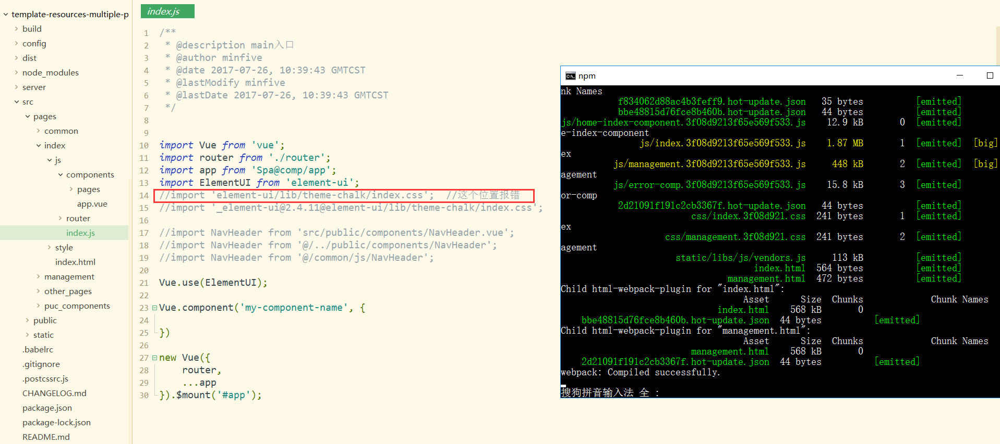 template-resources-multiple-p
build
config
dist
node_modules
server
src
pages
common
index
js
components
pages
app.vue
router
index.js
style
index.html
management
other_pages
puc_components
public
static
.babelrc
.gitignore
.postcssrc.js
CHANGELOG.md
package.json
package-lock.json
README.md
index.js
1 /**
2  * @description main入口
3  * @author minfive
4  * @date 2017-07-26, 10:39:43 GMTCST
5  * @lastModify minfive
6  * @lastDate 2017-07-26, 10:39:43 GMTCST
7  */
8
9
10 import Vue from 'vue';
11 import router from './router';
12 import app from 'Spa@comp/app';
13 import ElementUI from 'element-ui';
14 //import 'element-ui/lib/theme-chalk/index.css';  //这个位置报错
15 //import '_element-ui@2.4.11@element-ui/lib/theme-chalk/index.css';
16
17 //import NavHeader from 'src/public/components/NavHeader.vue';
18 //import NavHeader from '@/../public/components/NavHeader';
19 //import NavHeader from '@/common/js/NavHeader';
20
21 Vue.use(ElementUI);
22
23 Vue.component('my-component-name', {
24
25 })
26
27 new Vue({
28     router,
29     ...app
30 }).$mount('#app');
npm
nk Names
f834062d88ac4b3feff9.hot-update.json 35 bytes [emitted]
bbe48815d76fce8b460b.hot-update.json 44 bytes [emitted]
js/home-index-component.3f08d9213f65e569f533.js 12.9 kB 0 [emitted]
e-index-component
js/index.3f08d9213f65e569f533.js 1.87 MB 1 [emitted] [big]
ex
js/management.3f08d9213f65e569f533.js 448 kB 2 [emitted] [big]
agement
js/error-comp.3f08d9213f65e569f533.js 15.8 kB 3 [emitted]
or-comp
2d21091f191c2cb3367f.hot-update.json 44 bytes [emitted]
css/index.3f08d921.css 241 bytes 1 [emitted]
ex
css/management.3f08d921.css 241 bytes 2 [emitted]
agement
static/libs/js/vendors.js 113 kB [emitted]
index.html 564 bytes [emitted]
management.html 472 bytes [emitted]
Child html-webpack-plugin for "index.html":
Asset Size Chunks Chunk Names
index.html 568 kB 0
bbe48815d76fce8b460b.hot-update.json 44 bytes [emitted]
Child html-webpack-plugin for "management.html":
Asset Size Chunks Chunk Names
management.html 568 kB 0
2d21091f191c2cb3367f.hot-update.json 44 bytes [emitted]
webpack: Compiled successfully.
搜狗拼音输入法 全 :